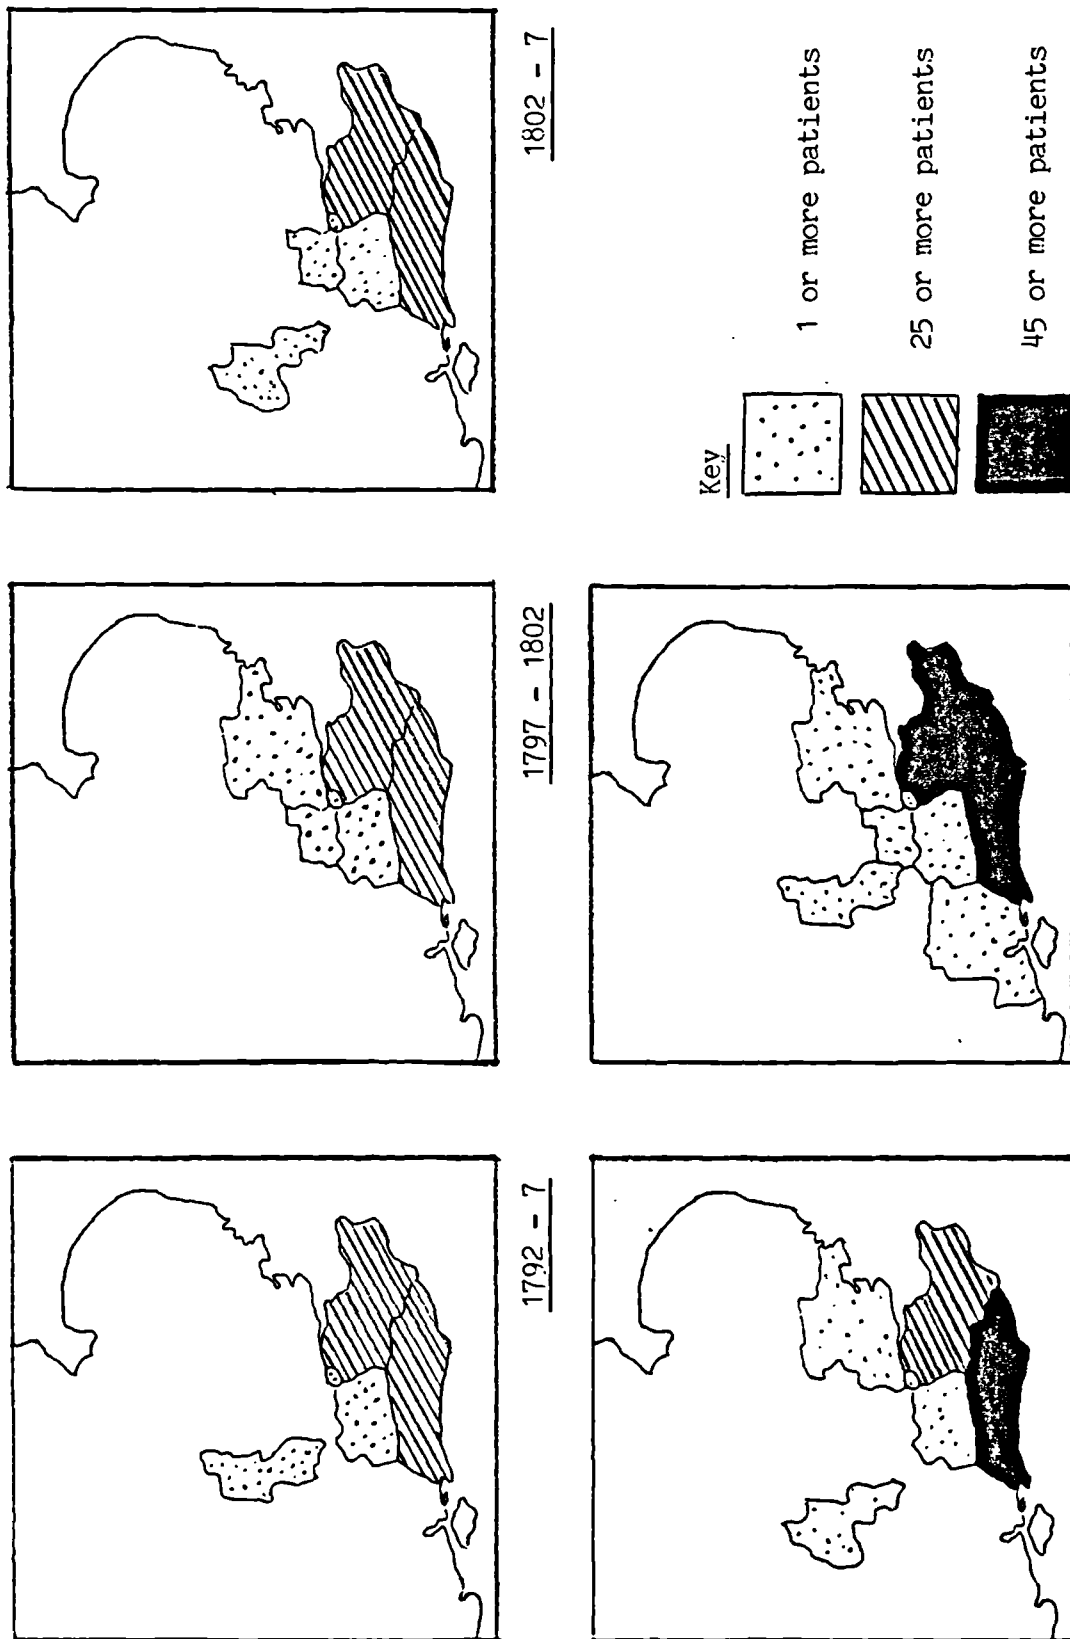 1792 - 7
1797 - 1802
1802 - 7
Key
1 or more patients
25 or more patients
45 or more patients